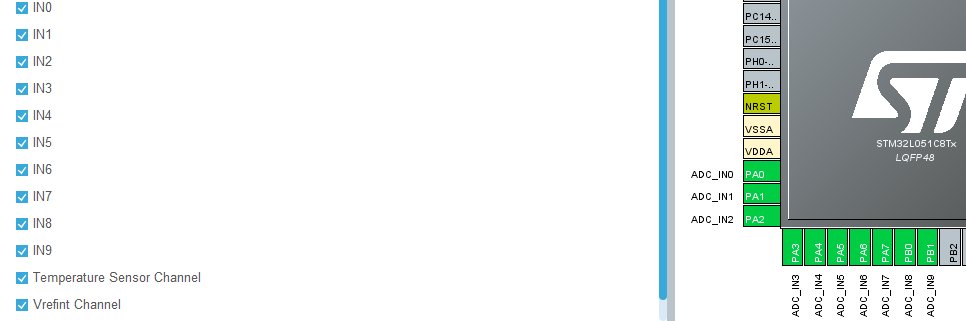 IN0
IN1
IN2
IN3
IN4
IN5
IN6
IN7
IN8
IN9
Temperature Sensor Channel
Vrefint Channel
PC14..
PC15..
PH0-..
PH1-..
NRST
VSSA
VDDA
ADC_IN0 PA0
ADC_IN1 PA1
ADC_IN2 PA2
ST
STM32L051C8Tx
LQFP48
PA3
PA4
PA5
PA6
PA7
PB0
PB1
PB2
ADC_IN3
ADC_IN4
ADC_IN5
ADC_IN6
ADC_IN7
ADC_IN8
ADC_IN9